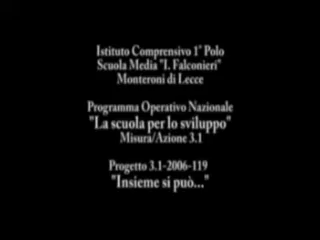 Istituto Comprensivo 1° Polo
Scuola Media "I. Falconieri"
Monteroni di Lecce
Programma Operativo Nazionale
"La scuola per lo sviluppo"
Misura/Azione 3.1
Progetto 3.1-2006-119
"Insieme si può..."